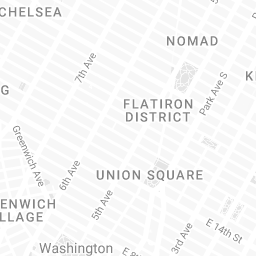 CHELSEA
NOMAD
7th Ave
NG
K
FLATIRON
DISTRICT
Park Ave S
Greenwich Ave
6th Ave
UNION SQUARE
ENWICH
LLAGE
5th Ave
E 14th St
3rd Ave
Washington